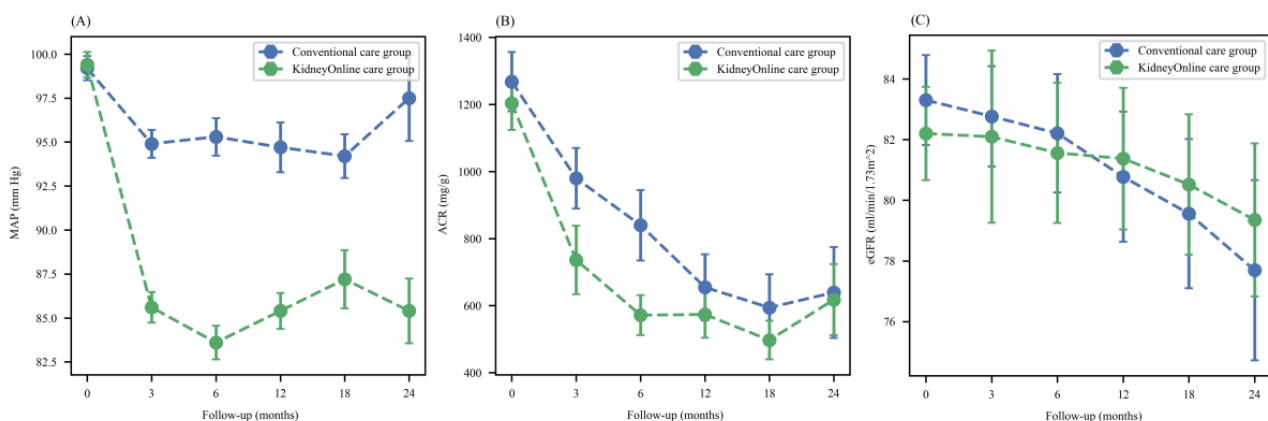 (A)
Conventional care group
KidneyOnline care group
100.0
97.5
95.0
92.5
90.0
87.5
85.0
82.5
MAP (mm Hg)
0 3 6 12 18 24
Follow-up (months)
(B)
Conventional care group
KidneyOnline care group
1400
1200
1000
800
600
400
ACR (mg/g)
0 3 6 12 18 24
Follow-up (months)
(C)
Conventional care group
KidneyOnline care group
84
82
80
78
76
eGFR (ml/min/1.73m^2)
0 3 6 12 18 24
Follow-up (months)